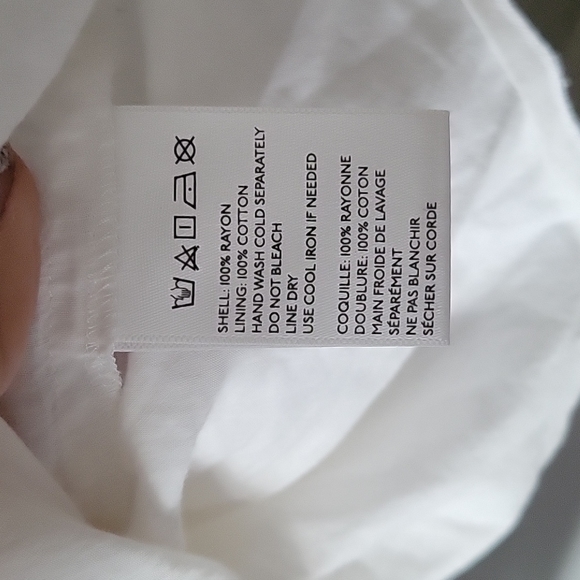 SHELL: 100% RAYON
LINING: 100% COTTON
HAND WASH COLD SEPARATELY
DO NOT BLEACH
LINE DRY
USE COOL IRON IF NEEDED
COQUILLE: 100% RAYONNE
DOUBLURE: 100% COTON
MAIN FROIDE DE LAVAGE
SÉPARÉMENT
NE PAS BLANCHIR
SÉCHER SUR CORDE